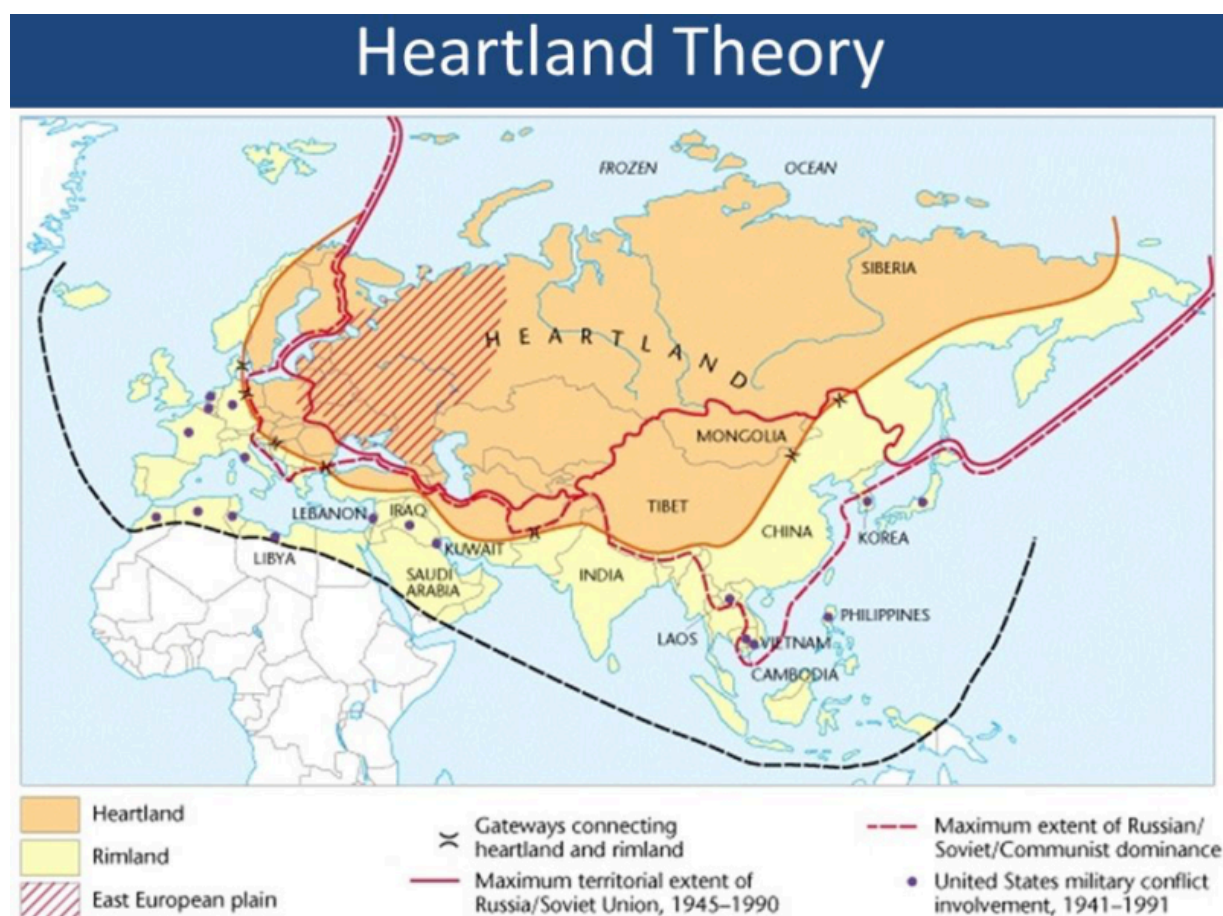 Heartland Theory
FROZEN
OCEAN
SIBERIA
HEARTLAND
MONGOLIA
TIBET
LEBANON
IRAQ
CHINA
KUWAIT
KOREA
LIBYA
SAUDI
ARABIA
INDIA
PHILIPPINES
LAOS
VIETNAM
CAMBODIA
Heartland
Rimland
East European plain
Gateways connecting
heartland and rimland
Maximum territorial extent of
Russia/Soviet Union, 1945–1990
Maximum extent of Russian/
Soviet/Communist dominance
United States military conflict
involvement, 1941–1991